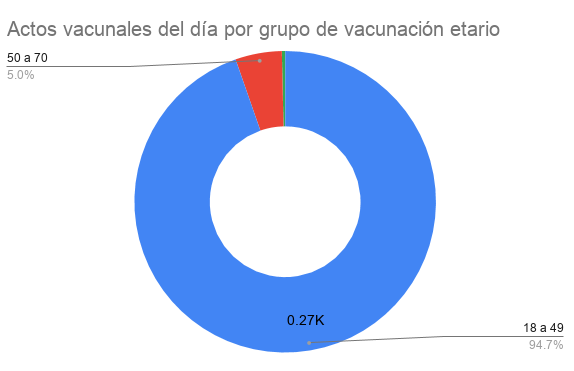 Actos vacunales del día por grupo de vacunación etario
50 a 70
5.0%
0.27K
18 a 49
94.7%